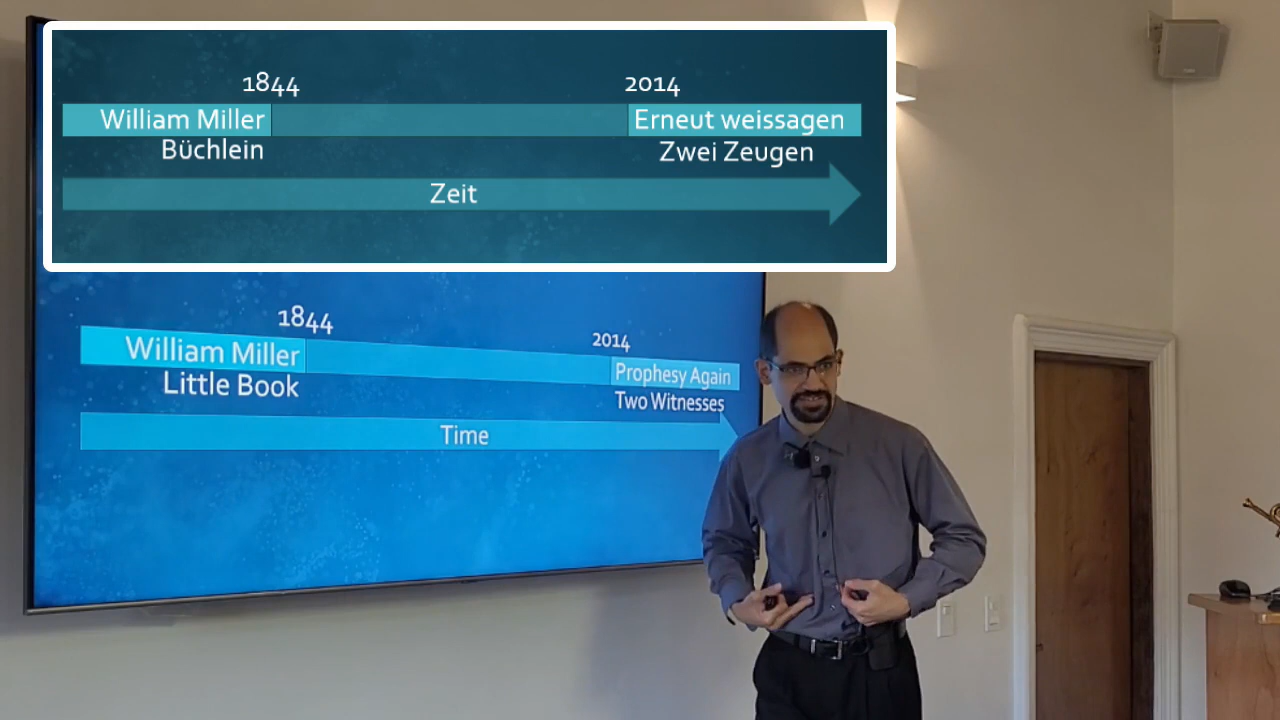 1844
2014
William Miller
Erneut weissagen
Büchlein
Zwei Zeugen
Zeit
1844
2014
William Miller
Prophesy Again
Little Book
Two Witnesses
Time